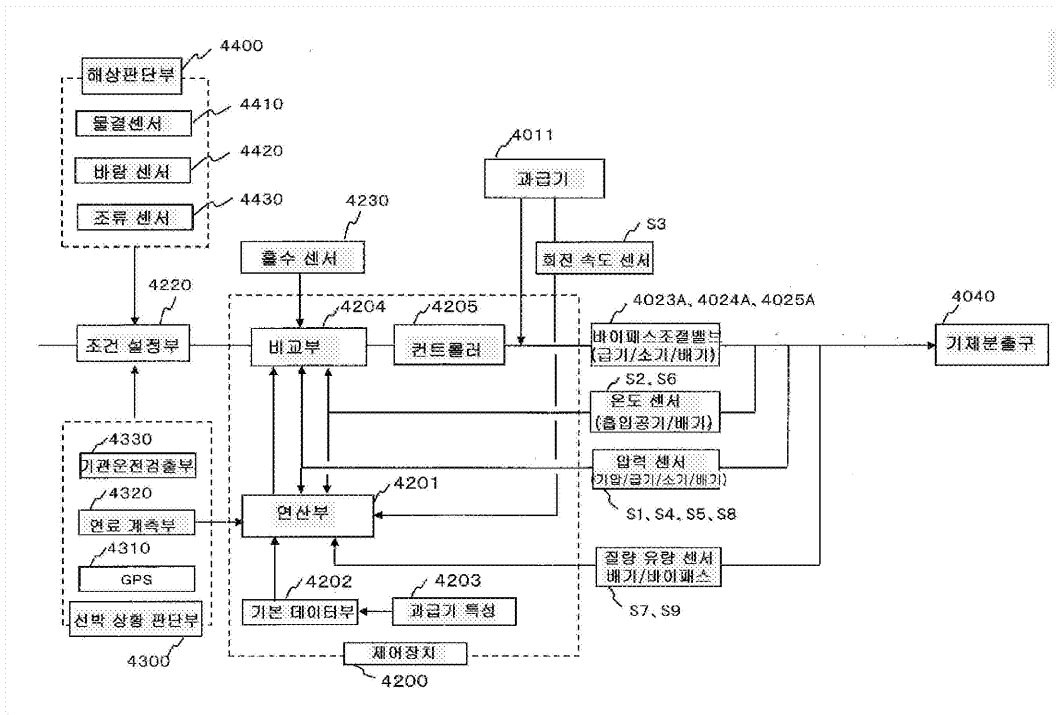 4400
해상판단부
물결센서
4410
바람 센서
4420
조류 센서
4430
4011
과급기
4230
흡수 센서
S3
회전 속도 센서
4220
조건 설정부
4204
비교부
4205
컨트롤러
4023A、4024A、4025A
바이패스조절밸브
(급기/소기/배기)
4040
기체분출구
S2、S6
온도 센서
(흡입공기/배기)
4330
기관운전검출부
4320
연료 계측부
4310
GPS
선박 상황 판단부
4300
4201
연산부
압력 센서
(기압/급기/소기/배기)
S1、S4、S5、S8
4202
기본 데이터부
4203
과급기 특성
질량 유량 센서
배기/바이패스
S7、S9
제어장치
4200